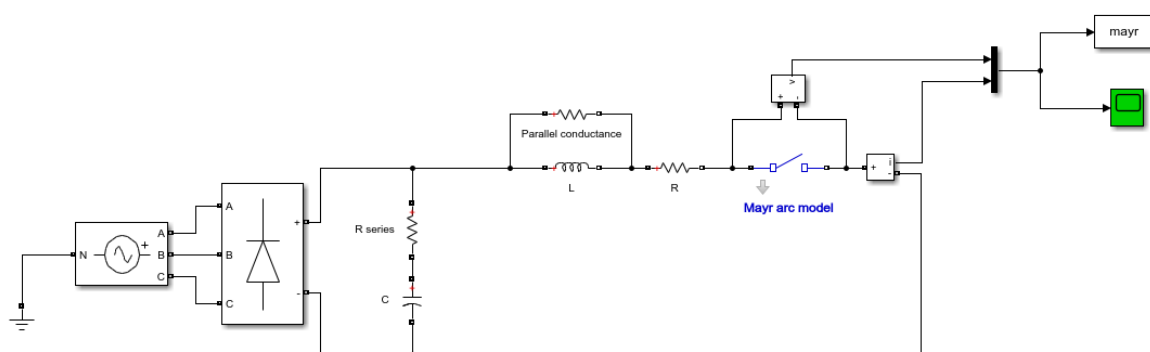 mayr
v
+ -
Parallel conductance
L
R
+ i -
Mayr arc model
A
A
+
R series
N
+
B
B
C
-
C
C